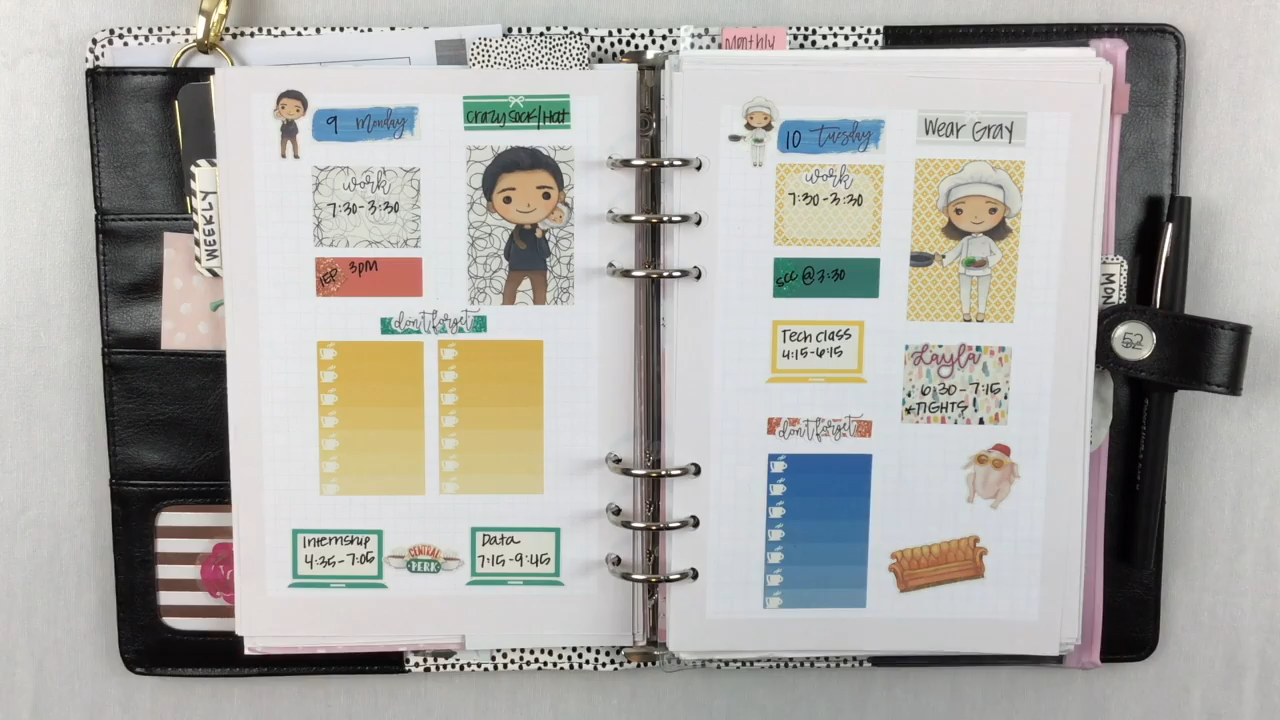 Monthly
WEEKLY
9 Monday
Crazy Sock/Hat
work
7:30-3:30
IEP 3PM
don't forget
Internship
4:35-7:05
CENTRAL
PERK
Data
7:15-9:45
10 Tuesday
Wear Gray
work
7:30-3:30
SCC @ 3:30
Tech class
4:15-6:15
Layla
6:30-7:15
*TIGHTS
don't forget
MON
52